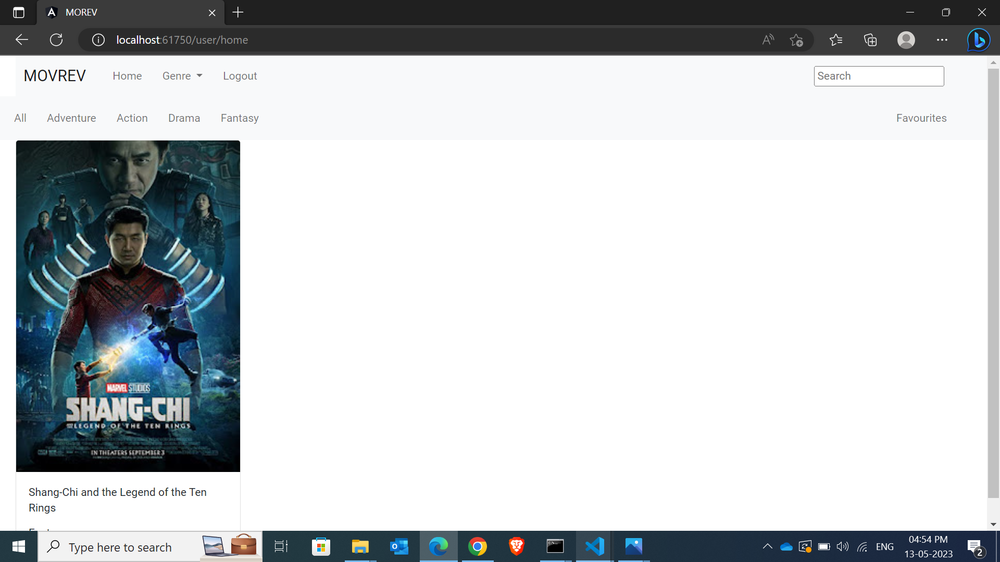 MOREV
localhost:61750/user/home
MOVREV Home Genre Logout Search
All Adventure Action Drama Fantasy Favourites
MARVEL STUDIOS
SHANG-CHI
AND THE LEGEND OF THE TEN RINGS
IN THEATERS SEPTEMBER 3
Shang-Chi and the Legend of the Ten
Rings
Type here to search
ENG
04:54 PM
13-05-2023
2